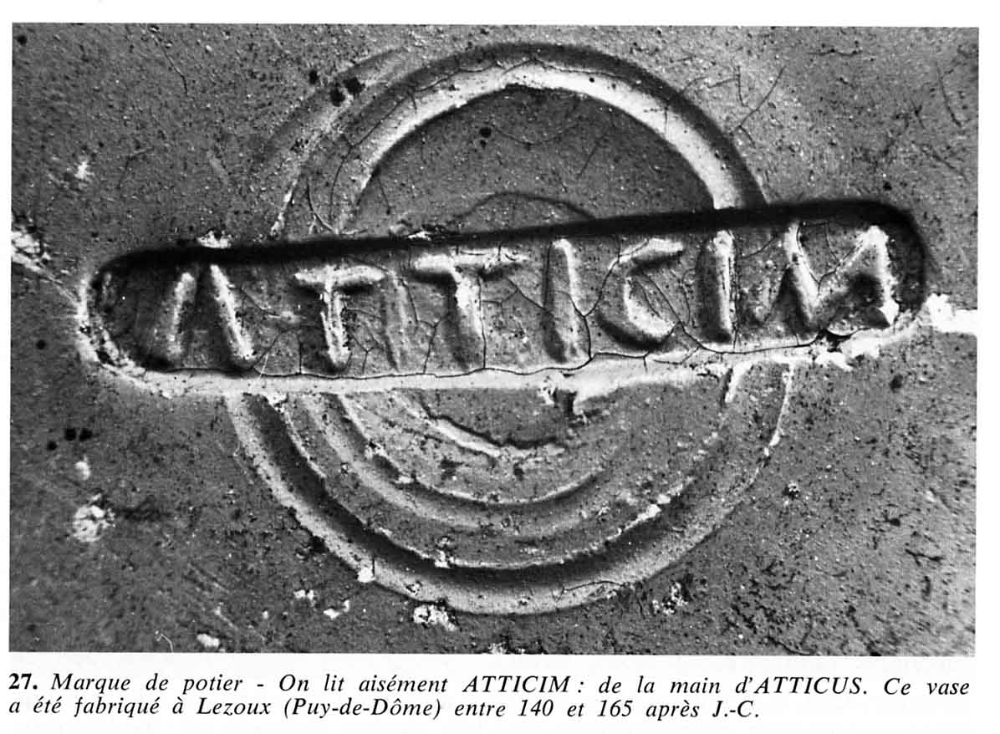 ATTICIM
27. Marque de potier - On lit aisément ATTICIM : de la main d'ATTICUS. Ce vase
a été fabriqué à Lezoux (Puy-de-Dôme) entre 140 et 165 après J.-C.